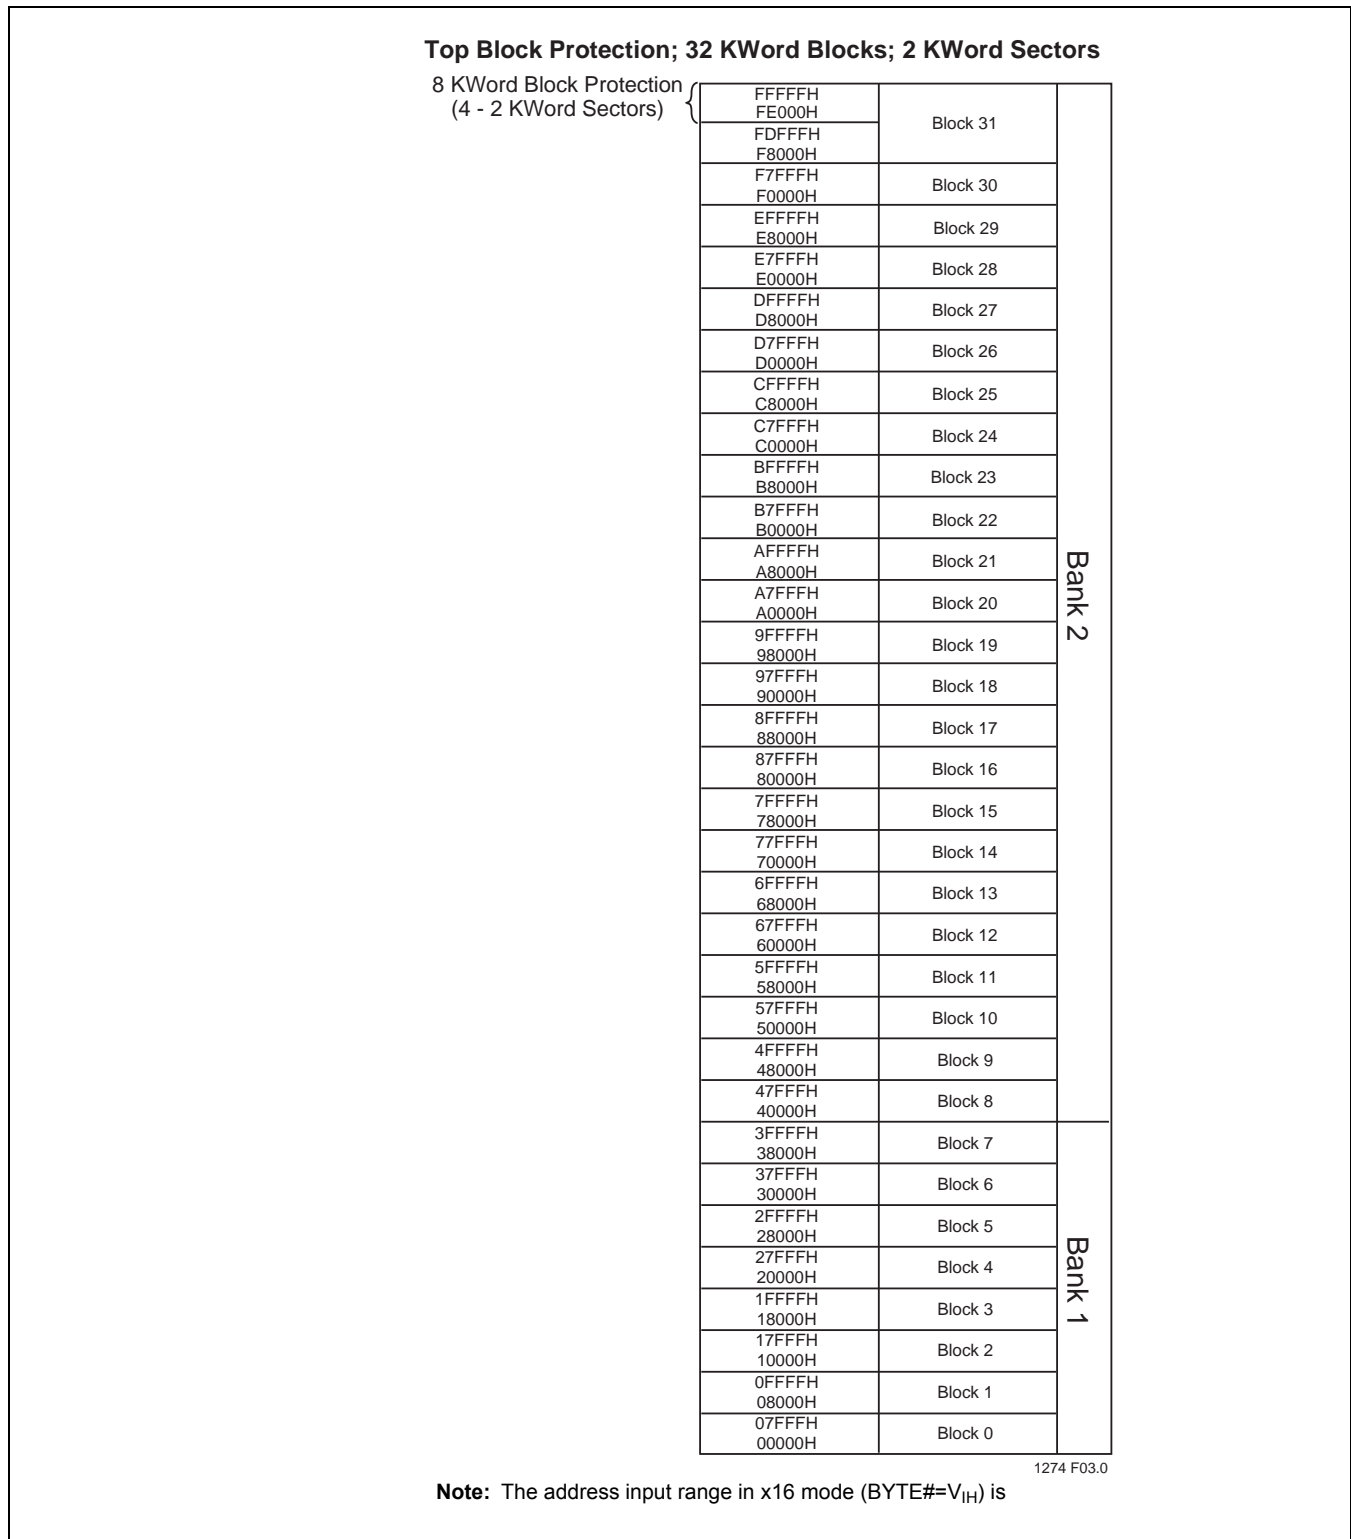 Top Block Protection; 32 KWord Blocks; 2 KWord Sectors
8 KWord Block Protection
(4 - 2 KWord Sectors)
FFFFFH
FE000H
FDFFFH
F8000H
Block 31
F7FFFH
F0000H
Block 30
EFFFFH
E8000H
Block 29
E7FFFH
E0000H
Block 28
DFFFFH
D8000H
Block 27
D7FFFH
D0000H
Block 26
CFFFFH
C8000H
Block 25
C7FFFH
C0000H
Block 24
BFFFFH
B8000H
Block 23
B7FFFH
B0000H
Block 22
AFFFFH
A8000H
Block 21
A7FFFH
A0000H
Block 20
9FFFFH
98000H
Block 19
97FFFH
90000H
Block 18
8FFFFH
88000H
Block 17
87FFFH
80000H
Block 16
7FFFFH
78000H
Block 15
77FFFH
70000H
Block 14
6FFFFH
68000H
Block 13
67FFFH
60000H
Block 12
5FFFFH
58000H
Block 11
57FFFH
50000H
Block 10
4FFFFH
48000H
Block 9
47FFFH
40000H
Block 8
Bank 2
3FFFFH
38000H
Block 7
37FFFH
30000H
Block 6
2FFFFH
28000H
Block 5
27FFFH
20000H
Block 4
1FFFFH
18000H
Block 3
17FFFH
10000H
Block 2
0FFFFH
08000H
Block 1
07FFFH
00000H
Block 0
Bank 1
1274 F03.0
Note: The address input range in x16 mode (BYTE#=VIH) is